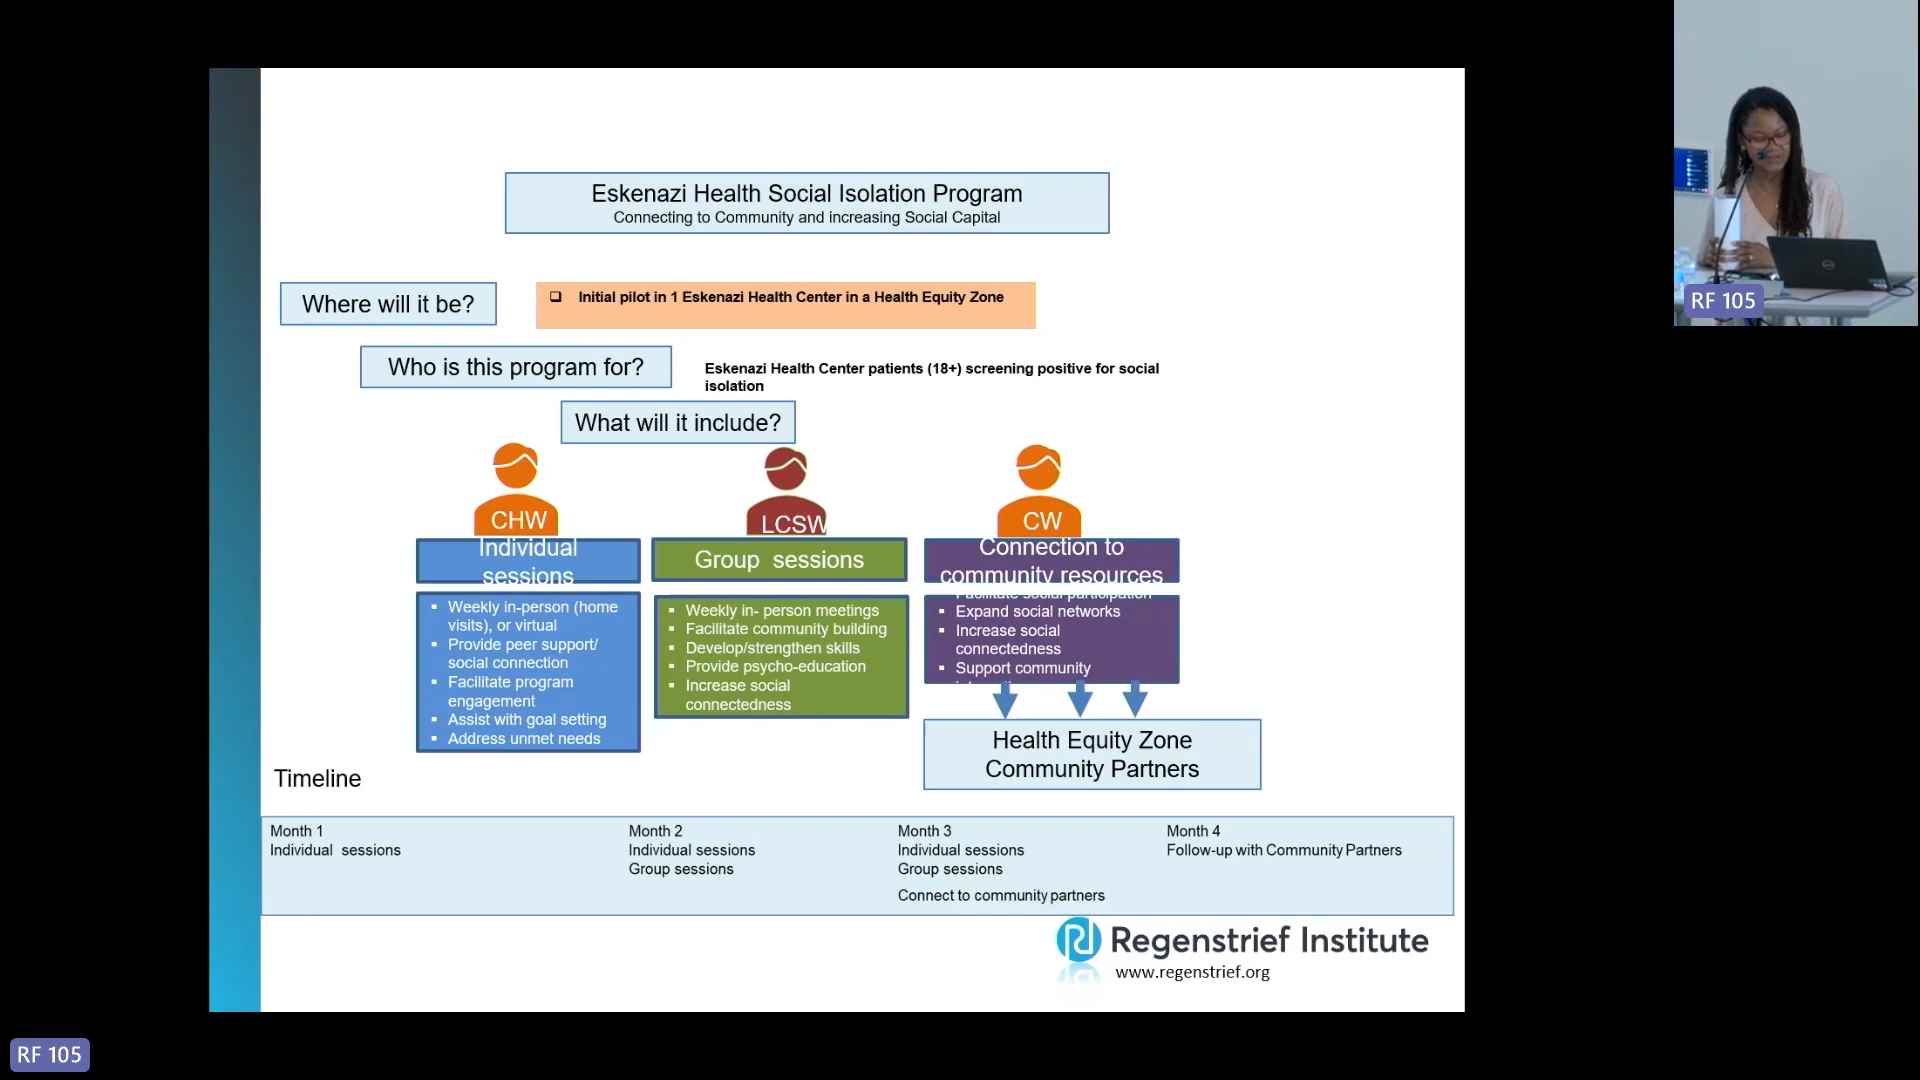 Eskenazi Health Social Isolation Program
Connecting to Community and increasing Social Capital
Where will it be?
❑ Initial pilot in 1 Eskenazi Health Center in a Health Equity Zone
Who is this program for?
Eskenazi Health Center patients (18+) screening positive for social
isolation
What will it include?
CHW
Individual
sessions
▪ Weekly in-person (home
visits), or virtual
▪ Provide peer support/
social connection
▪ Facilitate program
engagement
▪ Assist with goal setting
▪ Address unmet needs
LCSW
Group sessions
▪ Weekly in- person meetings
▪ Facilitate community building
▪ Develop/strengthen skills
▪ Provide psycho-education
▪ Increase social
connectedness
CW
Connection to
community resources
Facilitate social participation
▪ Expand social networks
▪ Increase social
connectedness
▪ Support community
Health Equity Zone
Community Partners
Timeline
Month 1
Individual sessions
Month 2
Individual sessions
Group sessions
Month 3
Individual sessions
Group sessions
Connect to community partners
Month 4
Follow-up with Community Partners
Regenstrief Institute
www.regenstrief.org
RF 105
RF 105